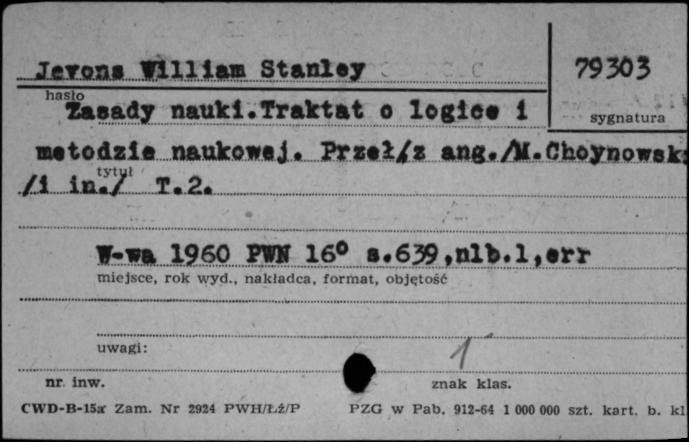 Jevons William Stanley
79303
hasło
sygnatura
Zasady nauki.Traktat o logice i
metodzie naukowej. Przeł/z ang./M.Choynowsk
tytuł
/i in./ T.2.
W-wa 1960 PWN 16° s.639,nlb.1,err
miejsce, rok wyd., nakładca, format, objętość
uwagi:
1
nr. inw.
znak klas.
CWD-B-15a Zam. Nr 2924 PWH/Łż/P PZG w Pab. 912-64 1 000 000 szt. kart. b. kl